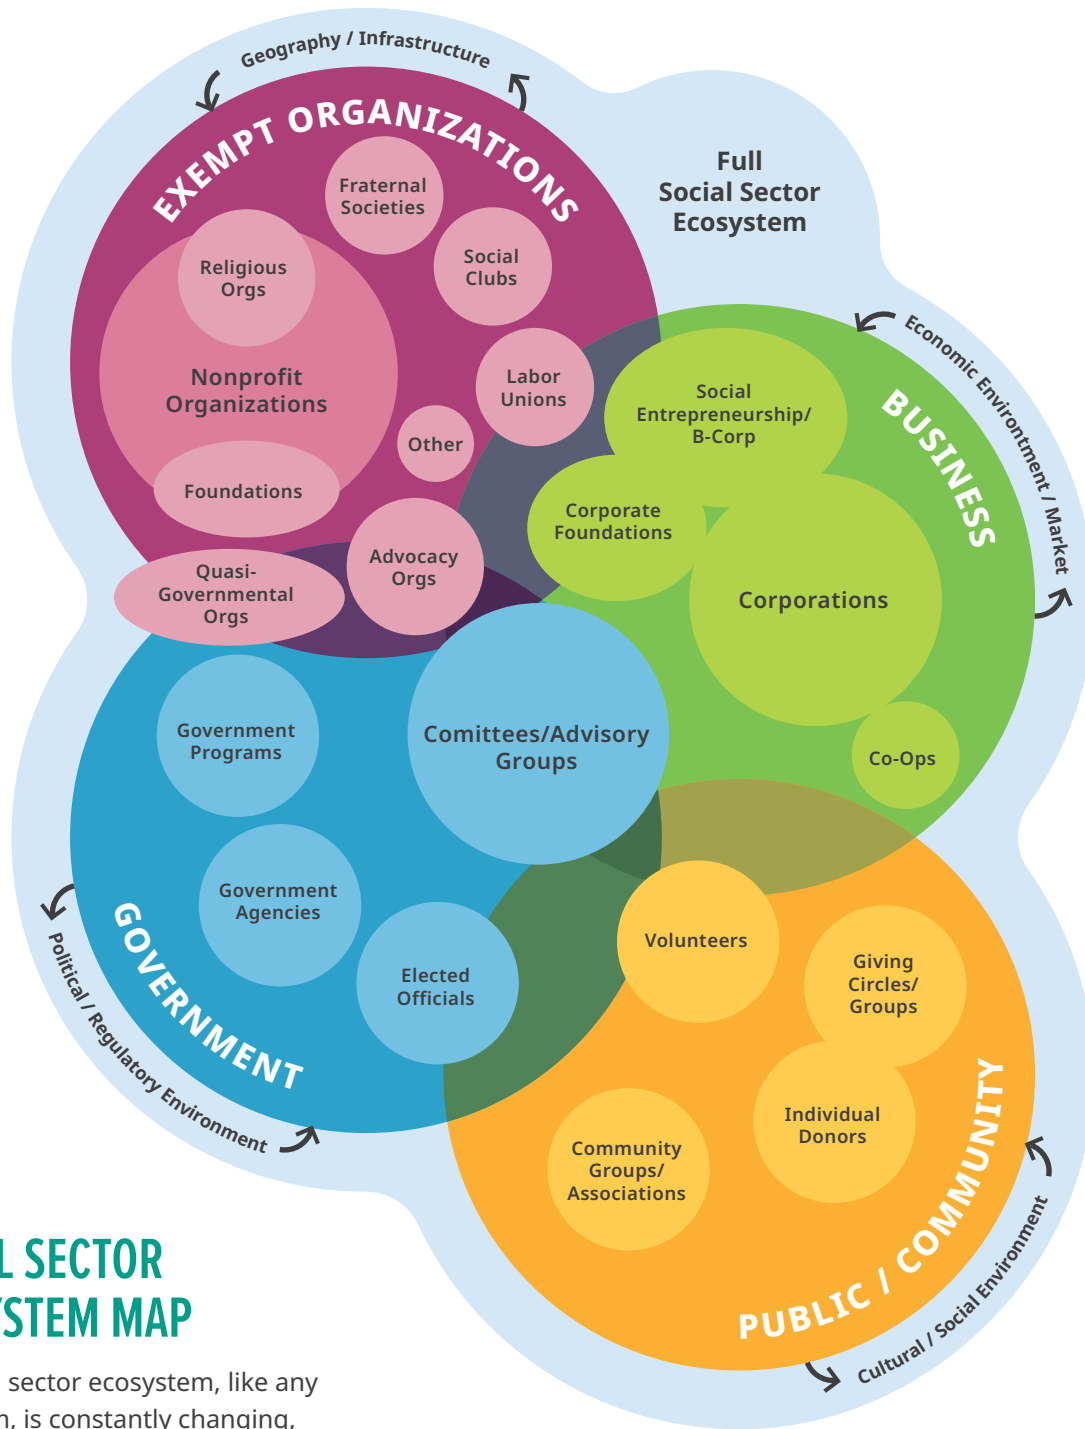 Geography / Infrastructure
EXEMPT ORGANIZATIONS
Fraternal
Societies
Social
Clubs
Religious
Orgs
Nonprofit
Organizations
Labor
Unions
Other
Foundations
Advocacy
Orgs
Quasi-
Governmental
Orgs
Full
Social Sector
Ecosystem
Economic Environtment / Market
BUSINESS
Social
Entrepreneurship/
B-Corp
Corporate
Foundations
Corporations
Co-Ops
Comittees/Advisory
Groups
Government
Programs
Government
Agencies
Elected
Officials
GOVERNMENT
Political / Regulatory Environment
Volunteers
Giving
Circles/
Groups
Individual
Donors
Community
Groups/
Associations
PUBLIC / COMMUNITY
Cultural / Social Environment
L SECTOR
YSTEM MAP
sector ecosystem, like any
is constantly changing,